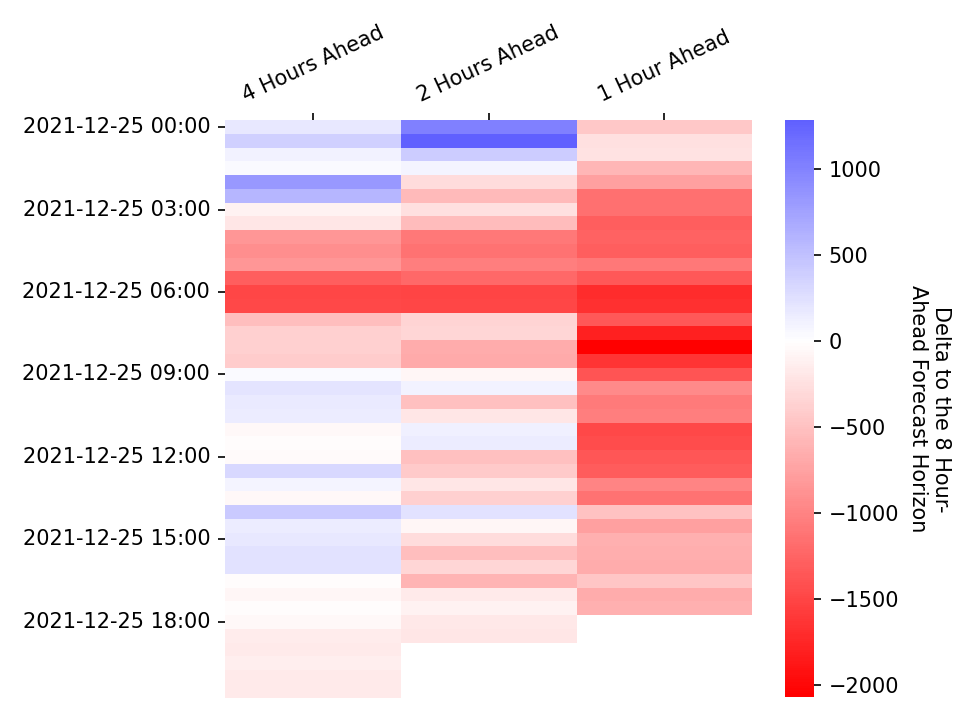 4 Hours Ahead
2 Hours Ahead
1 Hour Ahead
2021-12-25 00:00
2021-12-25 03:00
2021-12-25 06:00
2021-12-25 09:00
2021-12-25 12:00
2021-12-25 15:00
2021-12-25 18:00
1000
500
0
−500
−1000
−1500
−2000
Delta to the 8 Hour-
Ahead Forecast Horizon